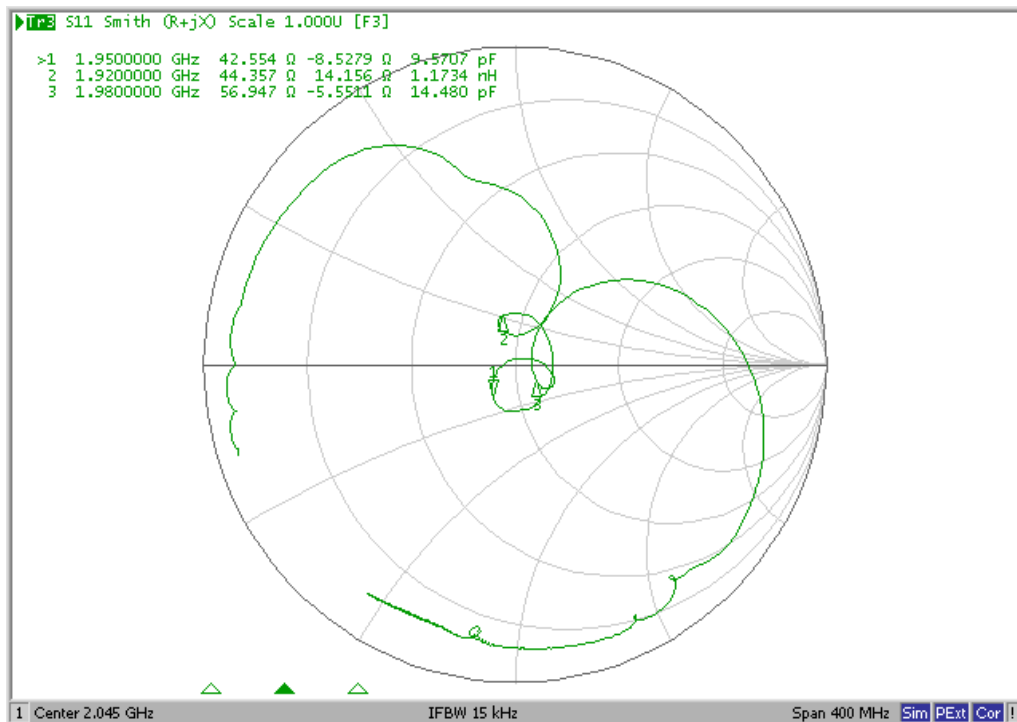 Tr3 S11 Smith (R+jX) Scale 1.000U [F3]
>1 1.9500000 GHz 42.554 Ω -8.5279 Ω 9.5707 pF
2 1.9200000 GHz 44.357 Ω 14.156 Ω 1.1734 nH
3 1.9800000 GHz 56.947 Ω -5.5511 Ω 14.480 pF
2
1
3
1 Center 2.045 GHz IFBW 15 kHz Span 400 MHz Sim PExt Cor !